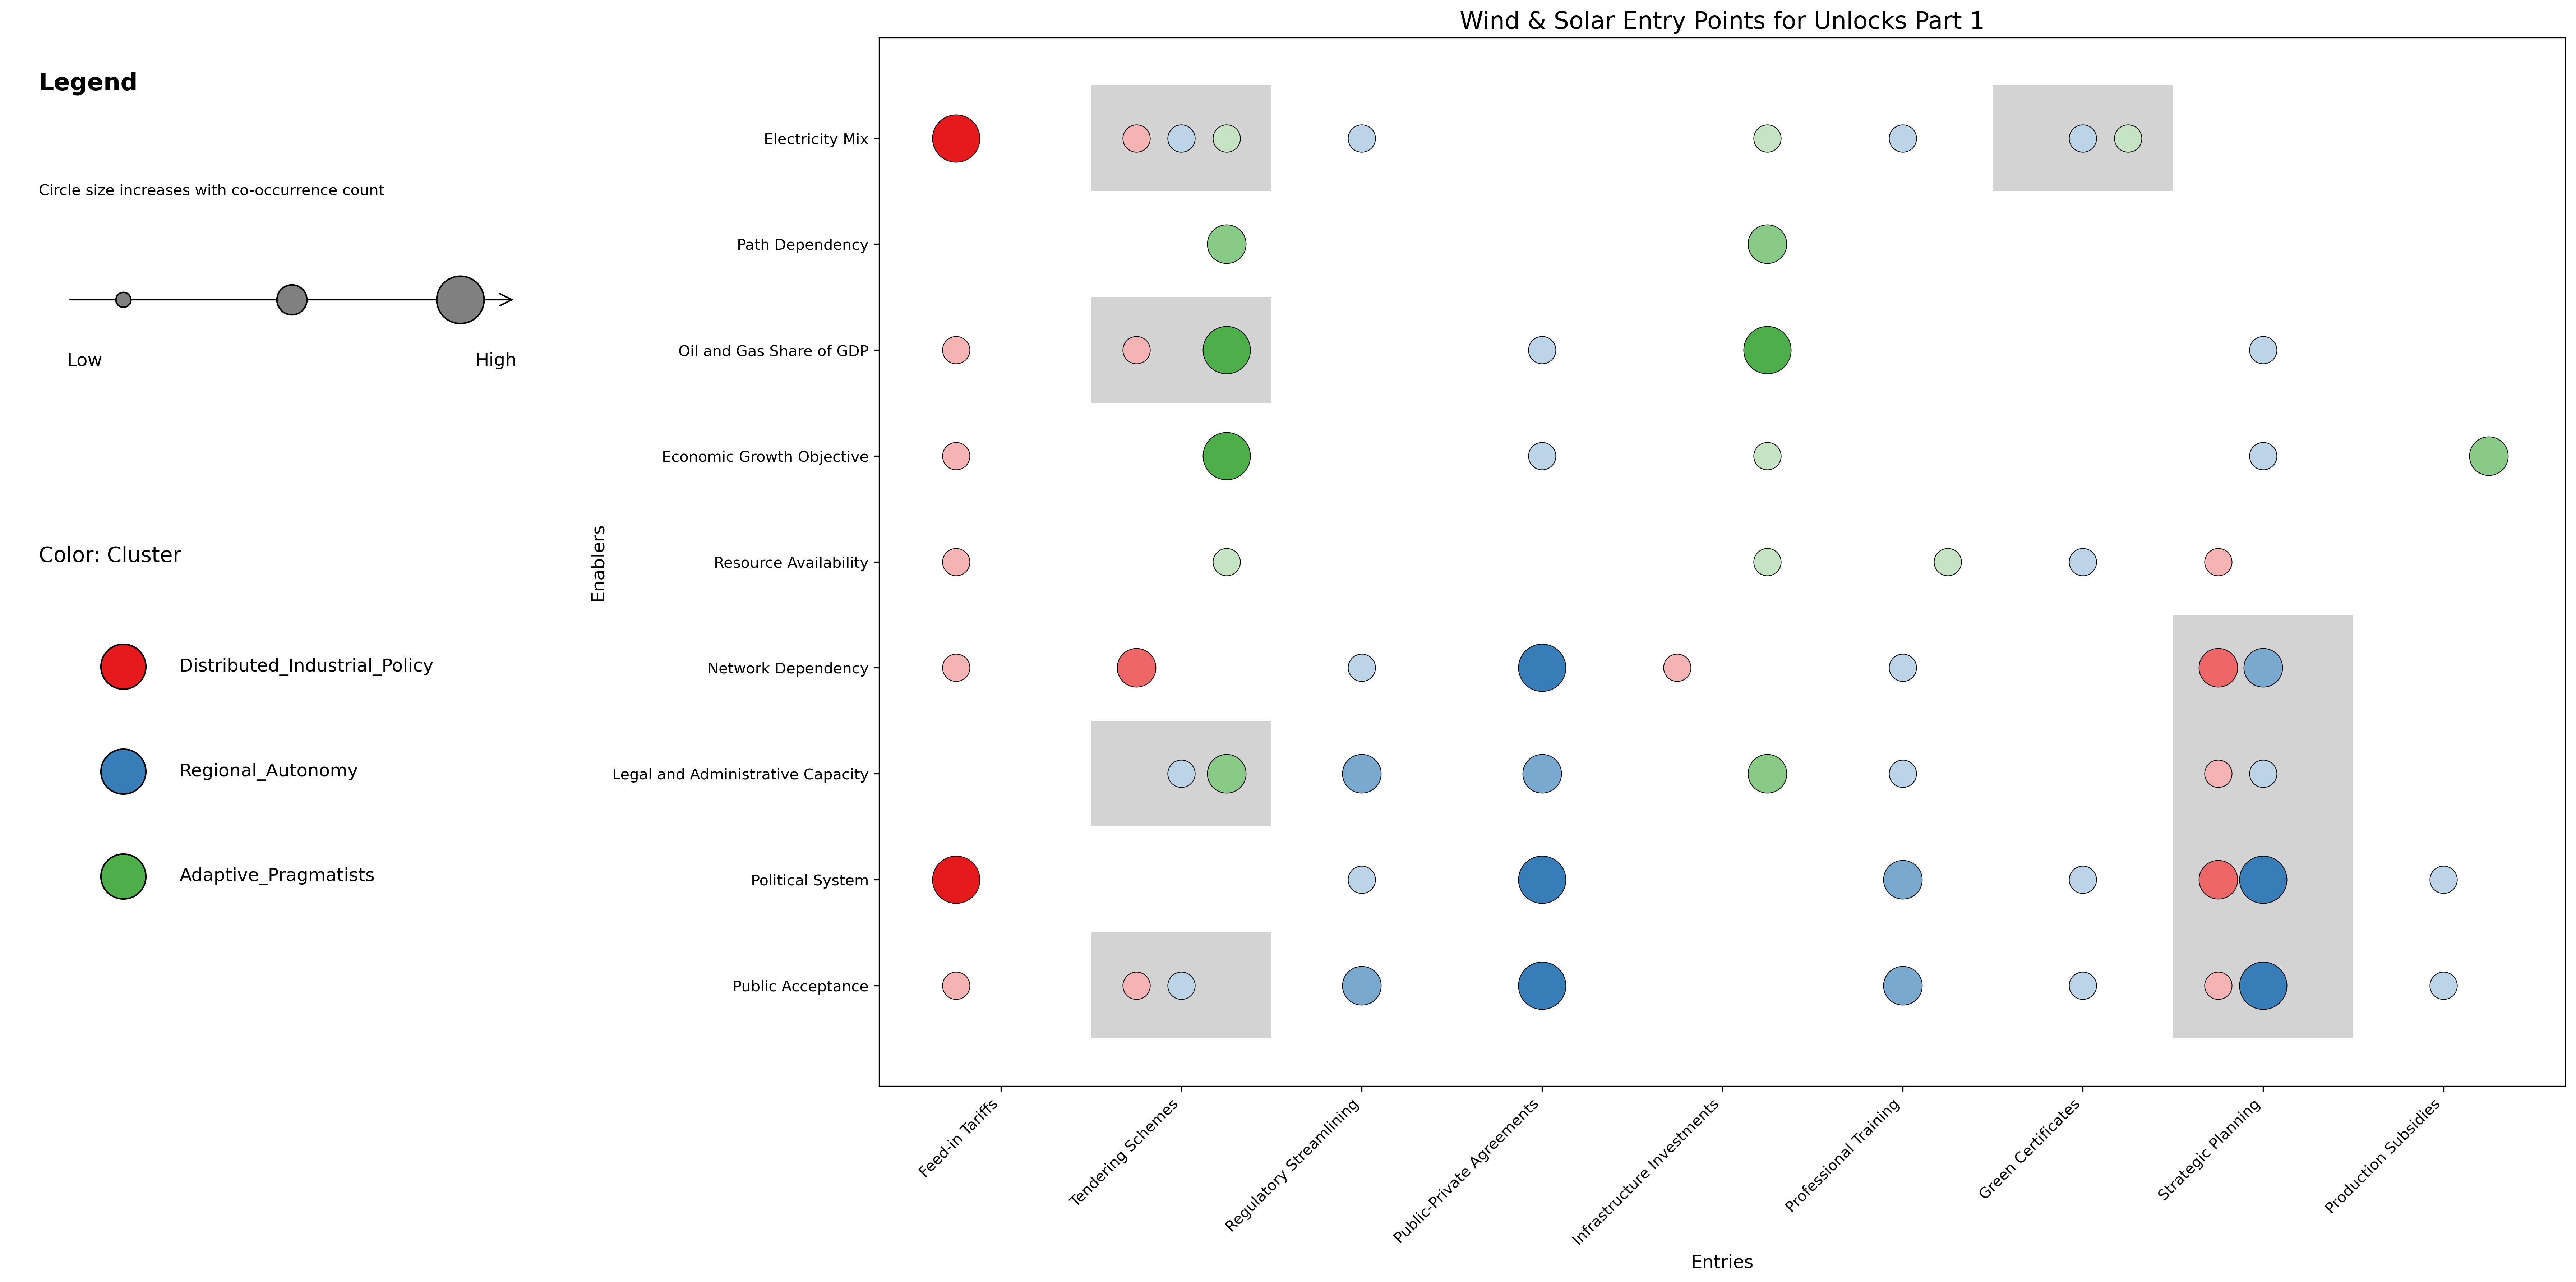 Wind & Solar Entry Points for Unlocks Part 1
Legend
Circle size increases with co-occurrence count
Low
High
Color: Cluster
Distributed_Industrial_Policy
Regional_Autonomy
Adaptive_Pragmatists
Enablers
Electricity Mix
Path Dependency
Oil and Gas Share of GDP
Economic Growth Objective
Resource Availability
Network Dependency
Legal and Administrative Capacity
Political System
Public Acceptance
Feed-in Tariffs
Tendering Schemes
Regulatory Streamlining
Public-Private Agreements
Infrastructure Investments
Professional Training
Green Certificates
Strategic Planning
Production Subsidies
Entries